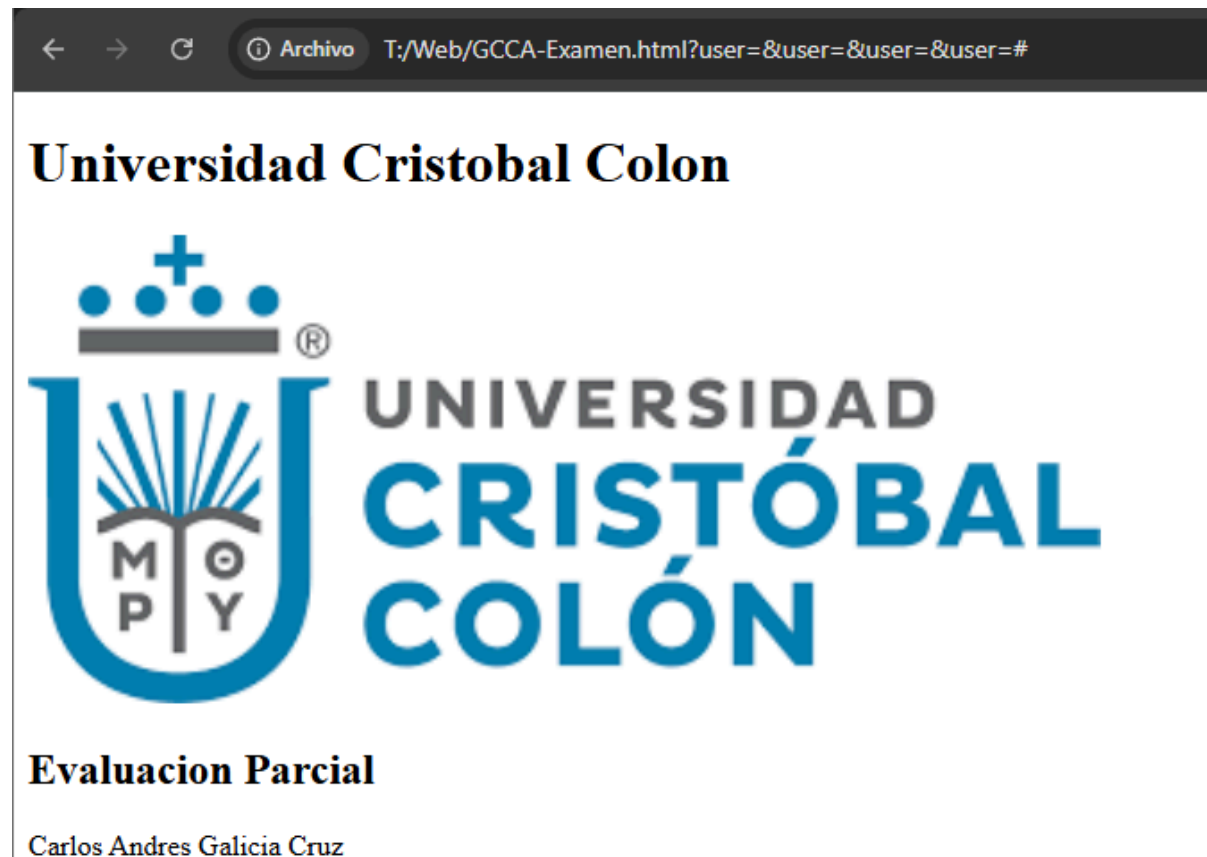 Archivo T:/Web/GCCA-Examen.html?user=&user=&user=&user=#
Universidad Cristobal Colon
®
UNIVERSIDAD
CRISTÓBAL
COLÓN
M Θ
P Y
Evaluacion Parcial
Carlos Andres Galicia Cruz